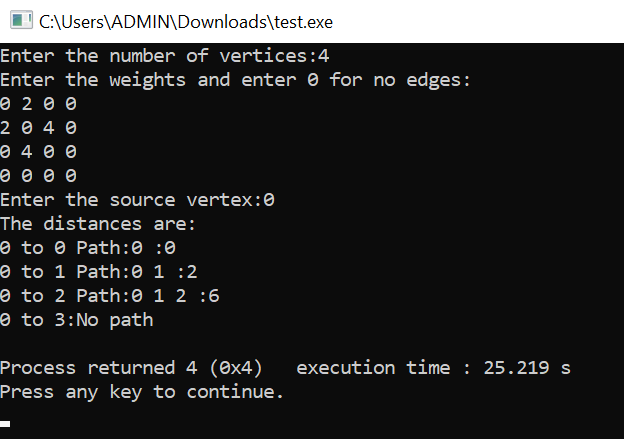 C:\Users\ADMIN\Downloads\test.exe
Enter the number of vertices:4
Enter the weights and enter 0 for no edges:
0 2 0 0
2 0 4 0
0 4 0 0
0 0 0 0
Enter the source vertex:0
The distances are:
0 to 0 Path:0 :0
0 to 1 Path:0 1 :2
0 to 2 Path:0 1 2 :6
0 to 3:No path
Process returned 4 (0x4)   execution time : 25.219 s
Press any key to continue.